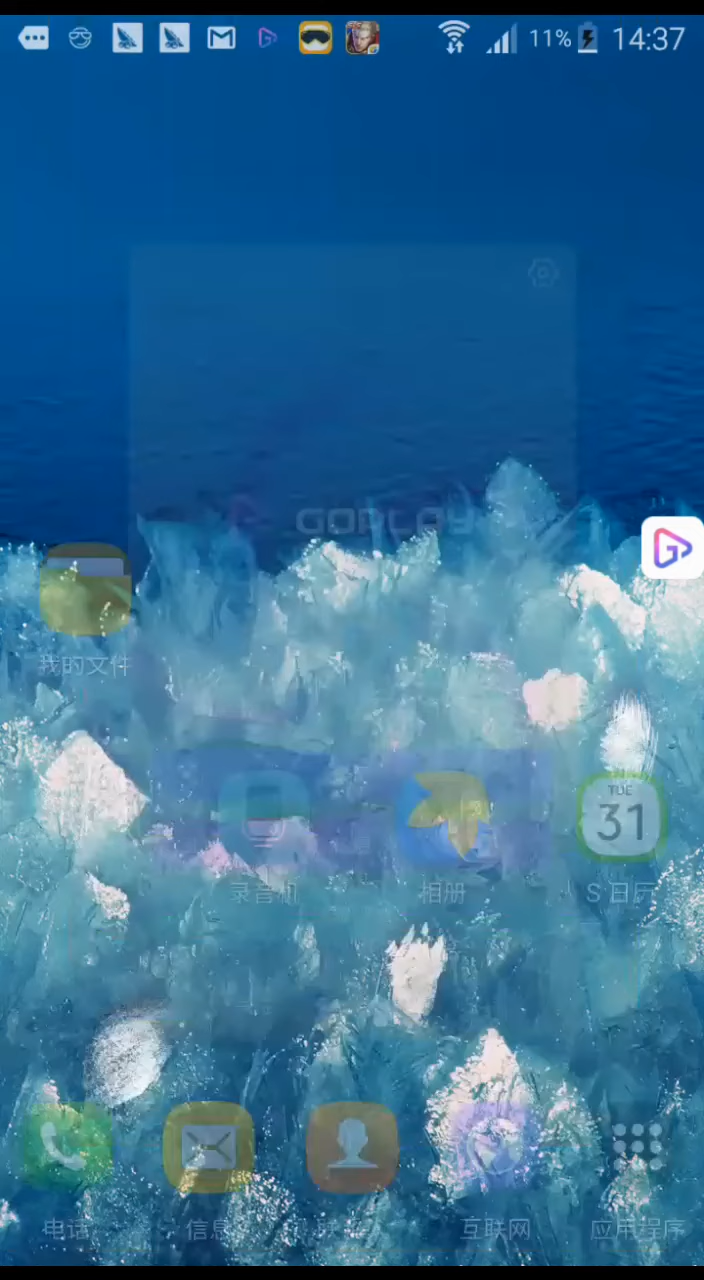 11% 14:37
GOPLAY
我的文件
TUE
31
录音机 相册 S 日历
电话 信息 互联网 应用程序